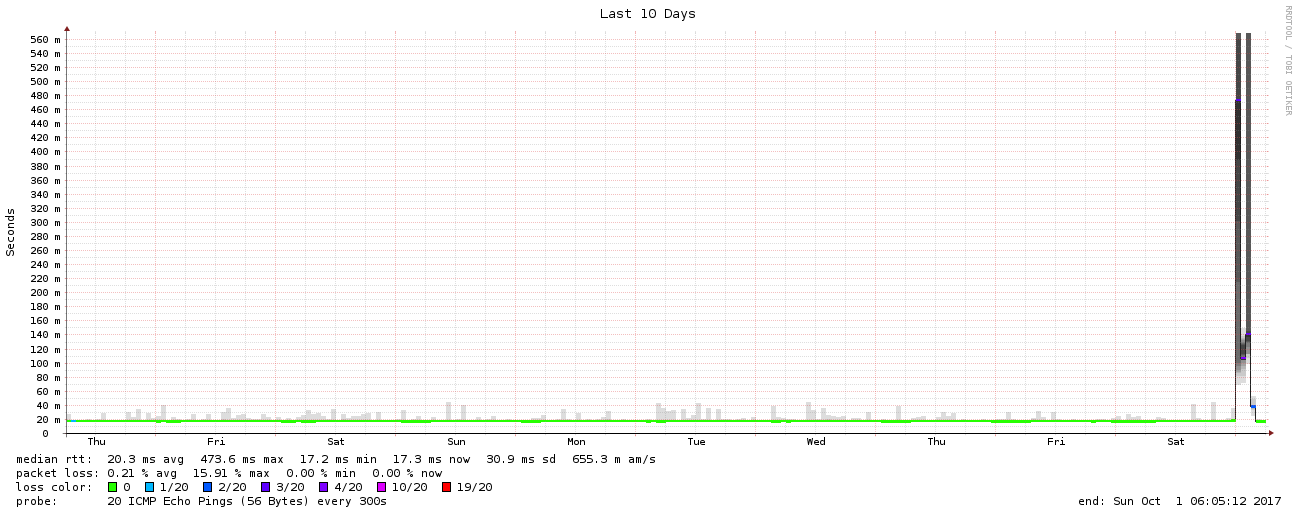 Last 10 Days
RRDTOOL / TOBI OETIKER
Seconds
560 m
540 m
520 m
500 m
480 m
460 m
440 m
420 m
400 m
380 m
360 m
340 m
320 m
300 m
280 m
260 m
240 m
220 m
200 m
180 m
160 m
140 m
120 m
100 m
80 m
60 m
40 m
20 m
0
Thu Fri Sat Sun Mon Tue Wed Thu Fri Sat
median rtt: 20.3 ms avg 473.6 ms max 17.2 ms min 17.3 ms now 30.9 ms sd 655.3 m am/s
packet loss: 0.21 % avg 15.91 % max 0.00 % min 0.00 % now
loss color: 0 1/20 2/20 3/20 4/20 10/20 19/20
probe: 20 ICMP Echo Pings (56 Bytes) every 300s end: Sun Oct 1 06:05:12 2017